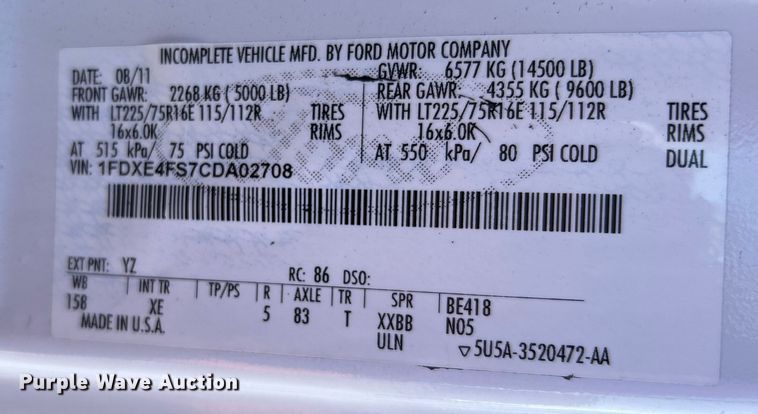 INCOMPLETE VEHICLE MFD. BY FORD MOTOR COMPANY
DATE: 08/11 GVWR: 6577 KG (14500 LB)
FRONT GAWR: 2268 KG ( 5000 LB) REAR GAWR: 4355 KG ( 9600 LB)
WITH LT225/75R16E 115/112R TIRES WITH LT225/75R16E 115/112R TIRES
16x6.0K RIMS 16x6.0K RIMS
AT 515 kPa/ 75 PSI COLD AT 550 kPa/ 80 PSI COLD DUAL
VIN: 1FDXE4FS7CDA02708
EXT PNT: YZ RC: 86 DSO:
WB INT TR TP/PS R AXLE TR SPR BE418
158 XE 5 83 T XXBB N05
MADE IN U.S.A. ULN ▽5U5A-3520472-AA
Purple Wave Auction